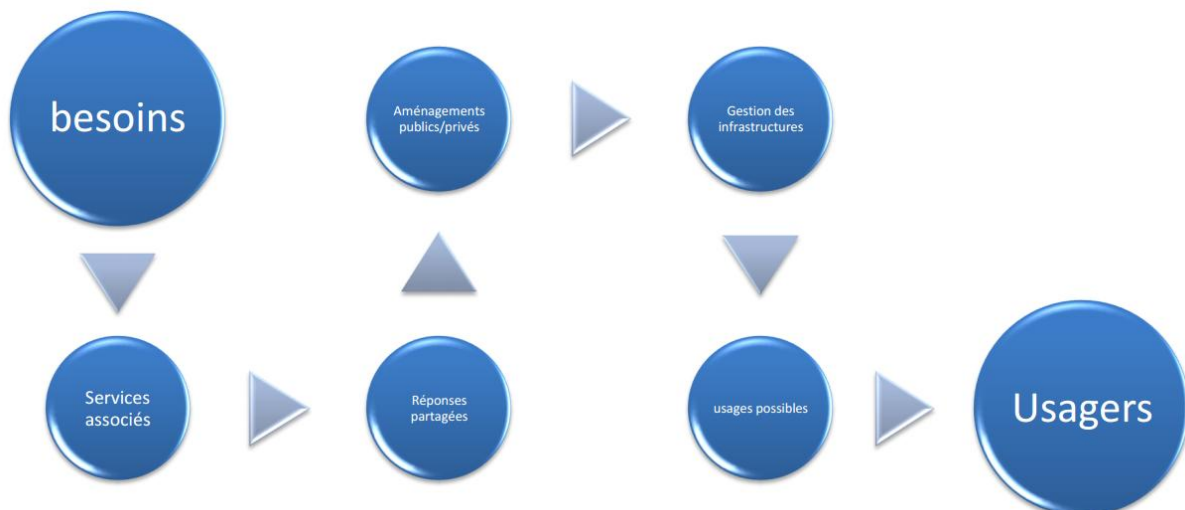 besoins
Services
associés
Réponses
partagées
Aménagements
publics/privés
Gestion des
infrastructures
usages possibles
Usagers